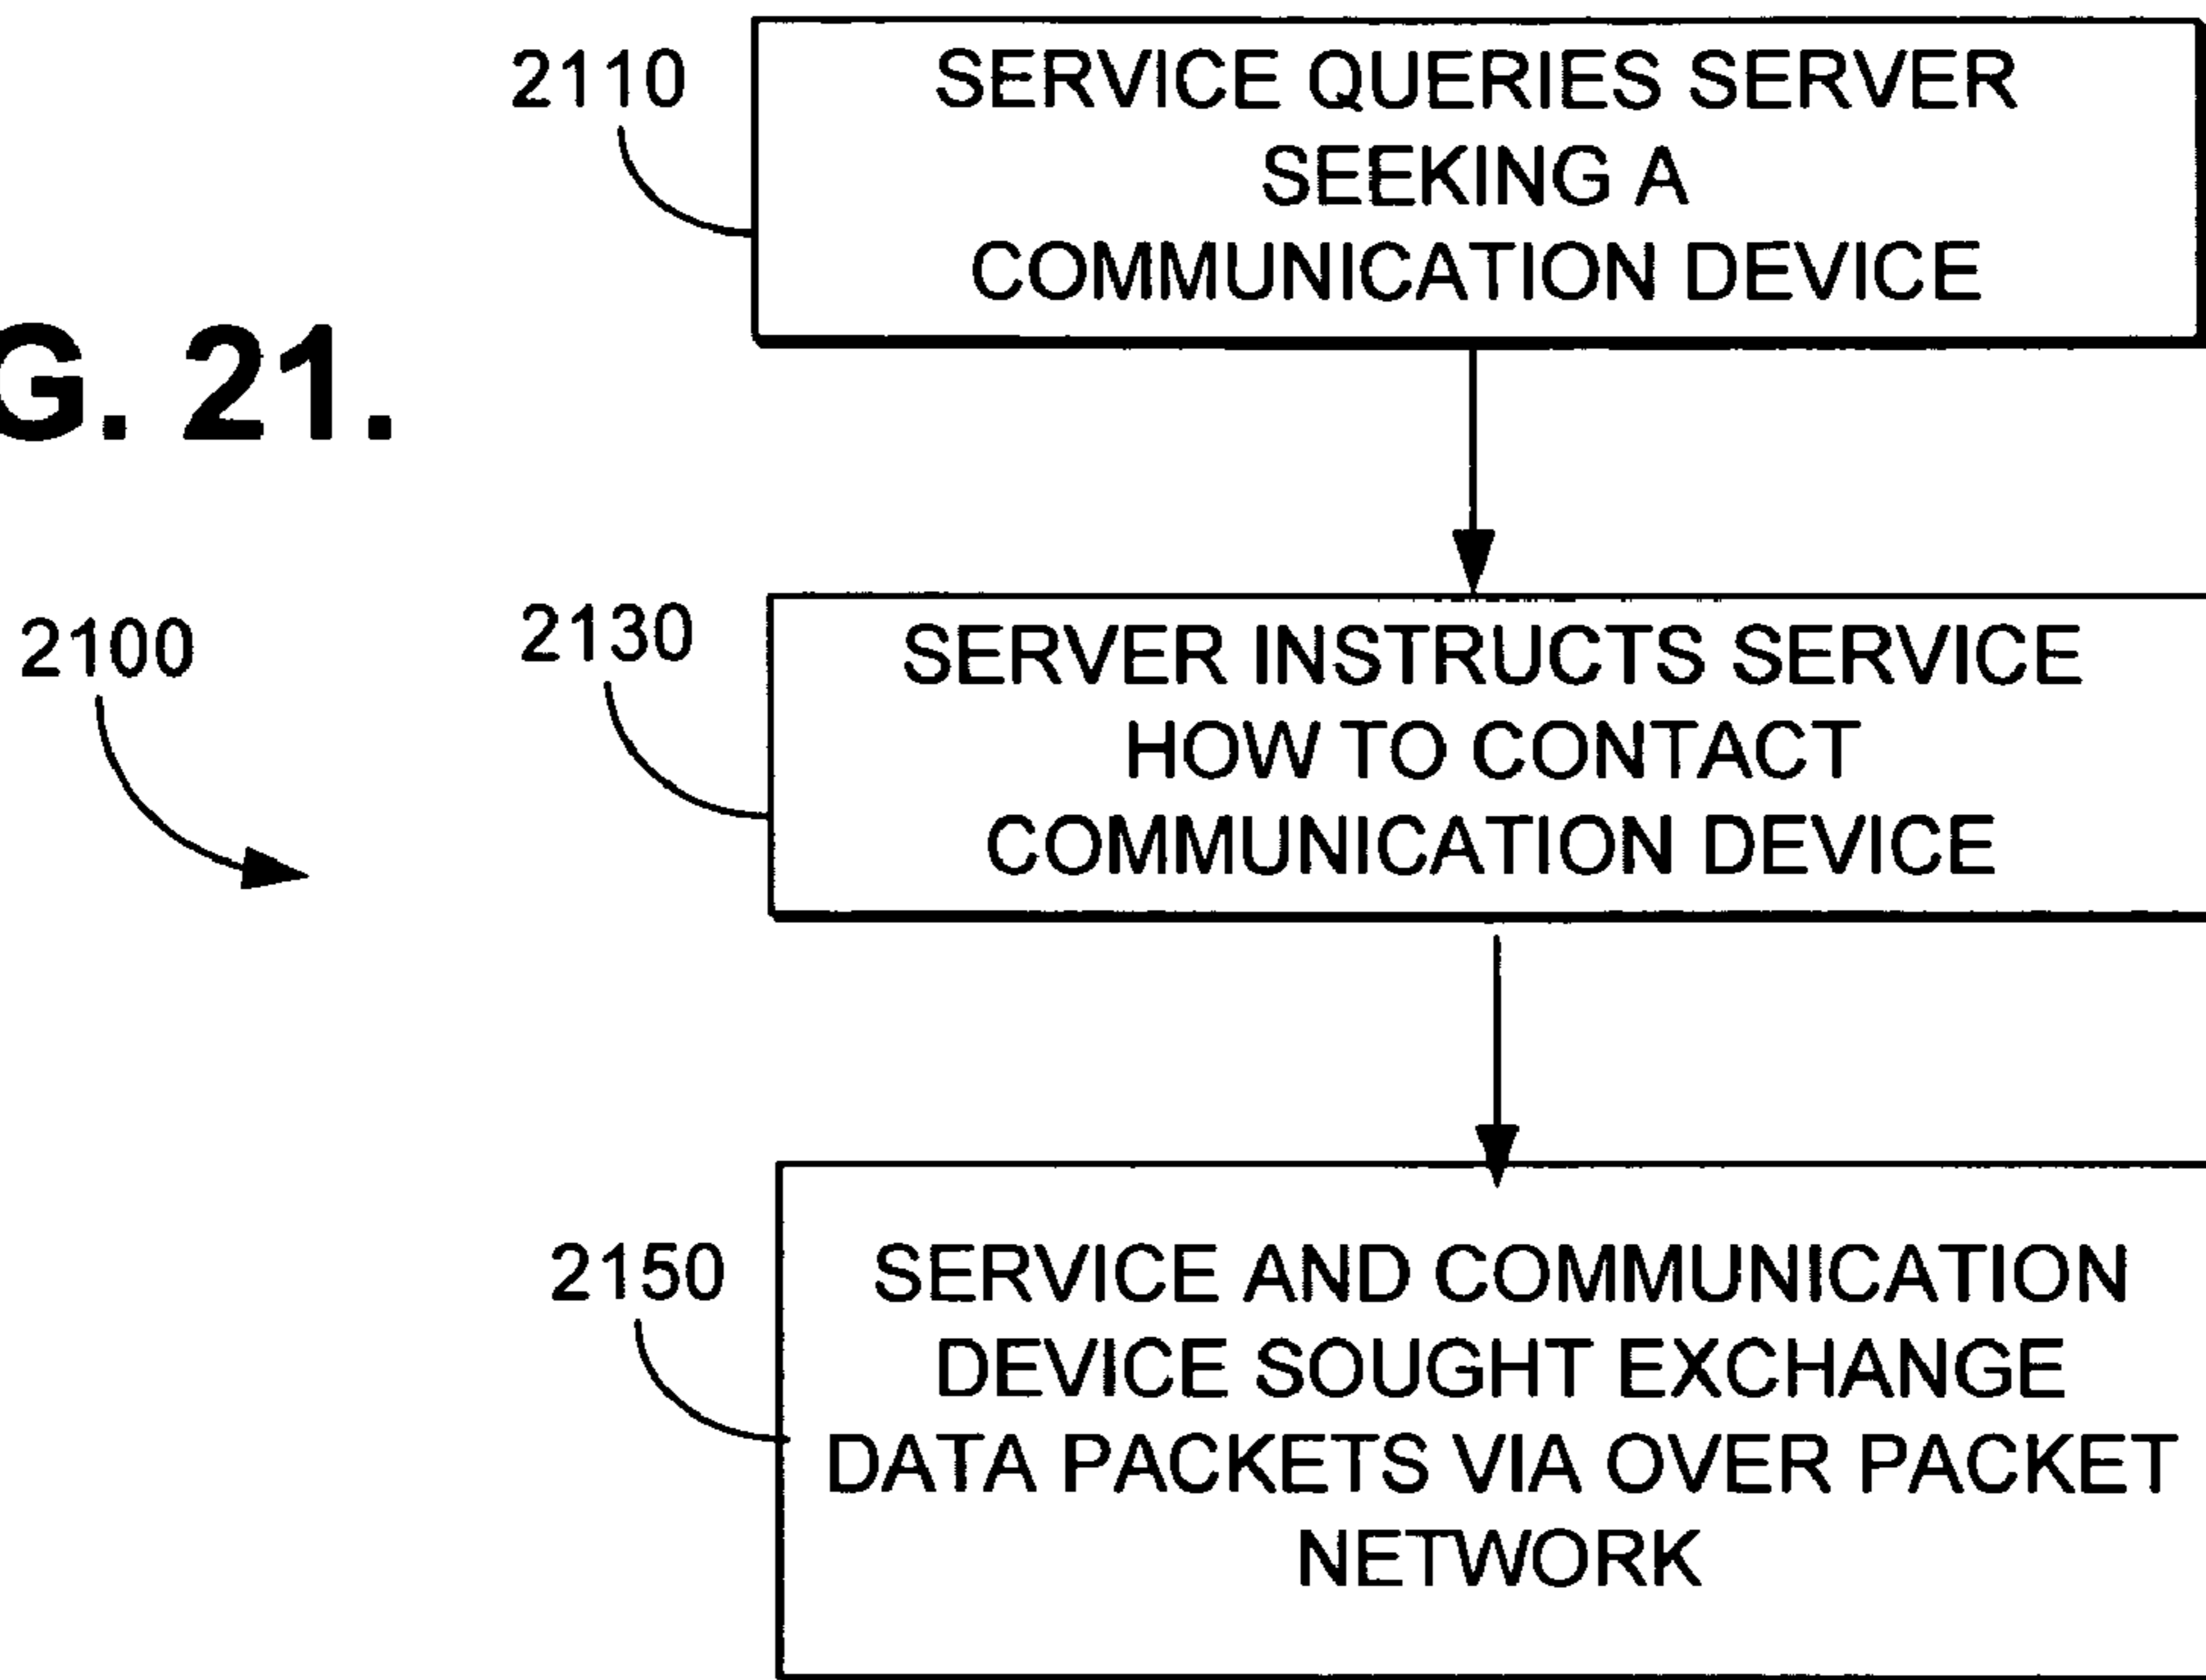 2110
SERVICE QUERIES SERVER
SEEKING A
COMMUNICATION DEVICE
G. 21.
2100
2130
SERVER INSTRUCTS SERVICE
HOW TO CONTACT
COMMUNICATION DEVICE
2150
SERVICE AND COMMUNICATION
DEVICE SOUGHT EXCHANGE
DATA PACKETS VIA OVER PACKET
NETWORK